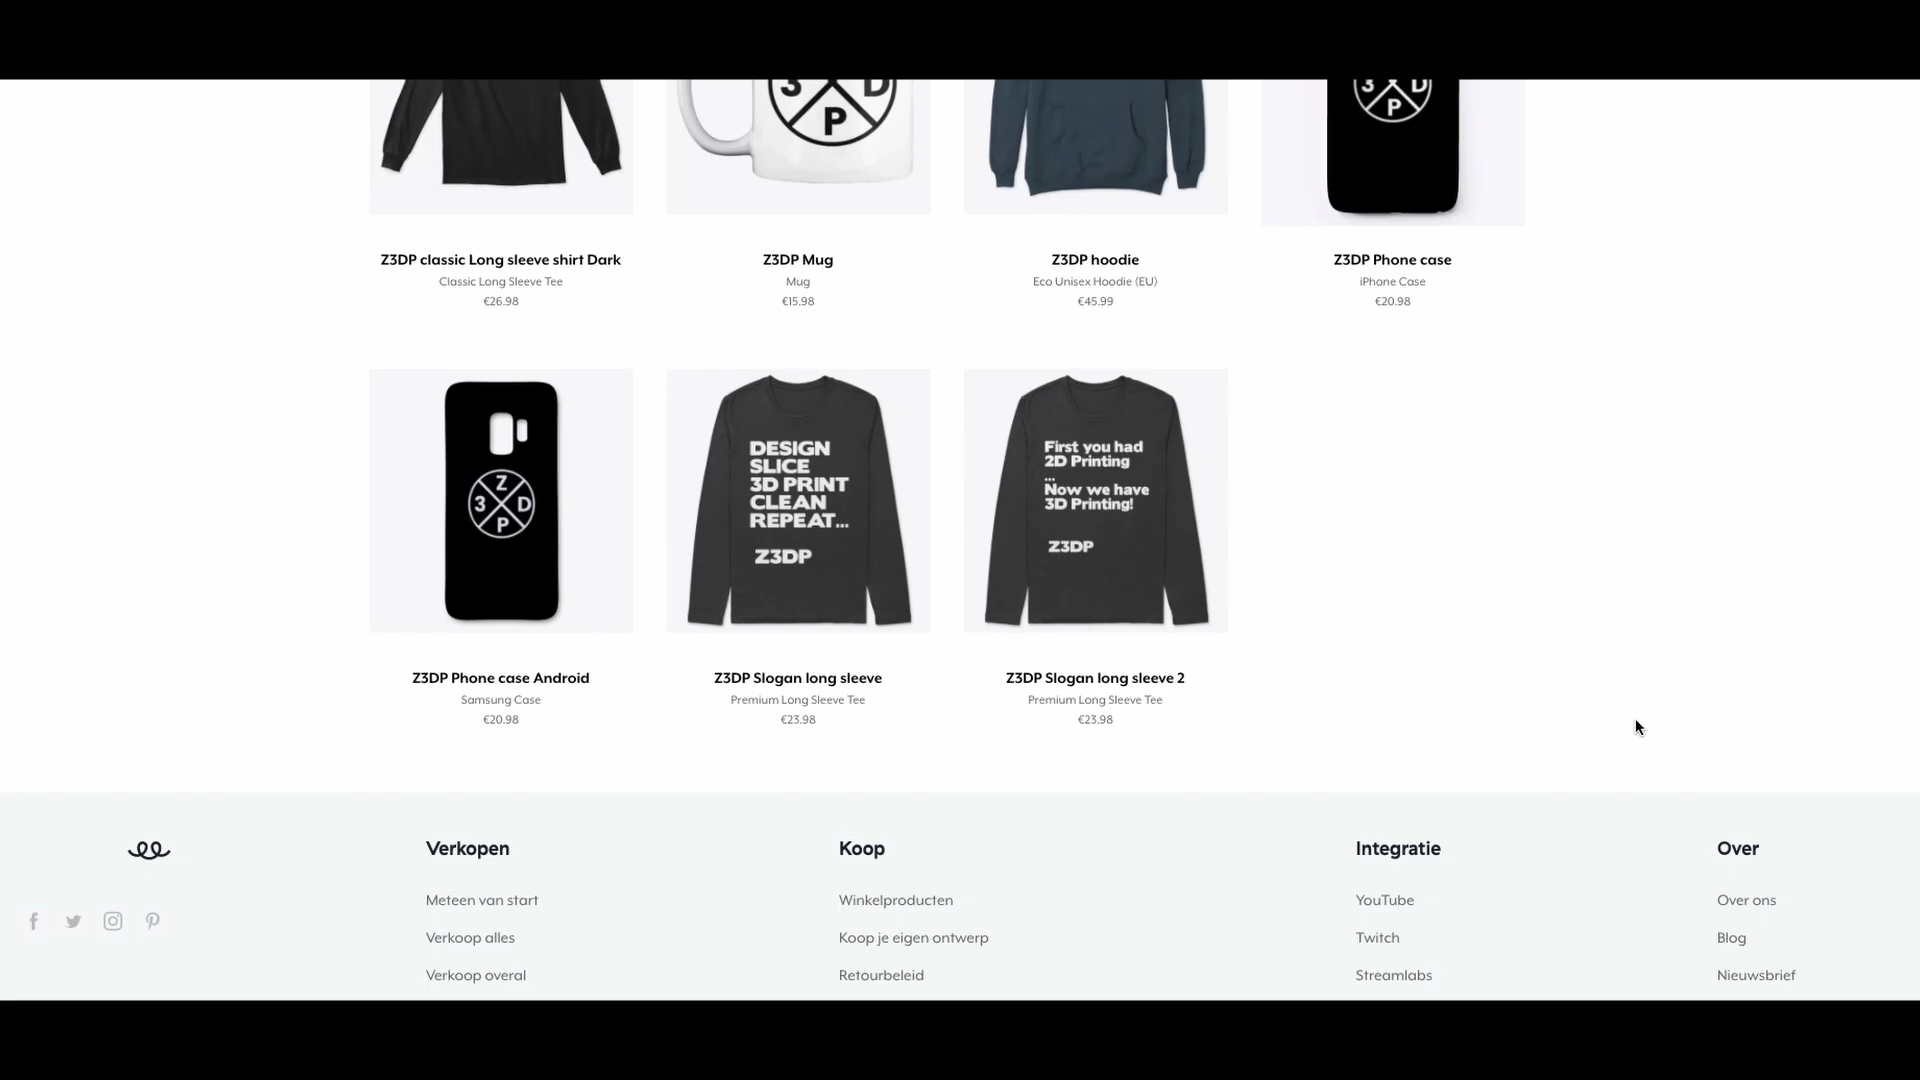 3 D
P
3 D
P
Z3DP classic Long sleeve shirt Dark
Classic Long Sleeve Tee
€26.98
Z3DP Mug
Mug
€15.98
Z3DP hoodie
Eco Unisex Hoodie (EU)
€45.99
Z3DP Phone case
iPhone Case
€20.98
Z
3 D
P
DESIGN
SLICE
3D PRINT
CLEAN
REPEAT...
Z3DP
First you had
2D Printing
...
Now we have
3D Printing!
Z3DP
Z3DP Phone case Android
Samsung Case
€20.98
Z3DP Slogan long sleeve
Premium Long Sleeve Tee
€23.98
Z3DP Slogan long sleeve 2
Premium Long Sleeve Tee
€23.98
Verkopen
Meteen van start
Verkoop alles
Verkoop overal
Koop
Winkelproducten
Koop je eigen ontwerp
Retourbeleid
Integratie
YouTube
Twitch
Streamlabs
Over
Over ons
Blog
Nieuwsbrief